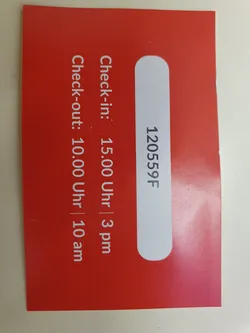 120559F
Check-in: 15.00 Uhr | 3 pm
Check-out: 10.00 Uhr | 10 am